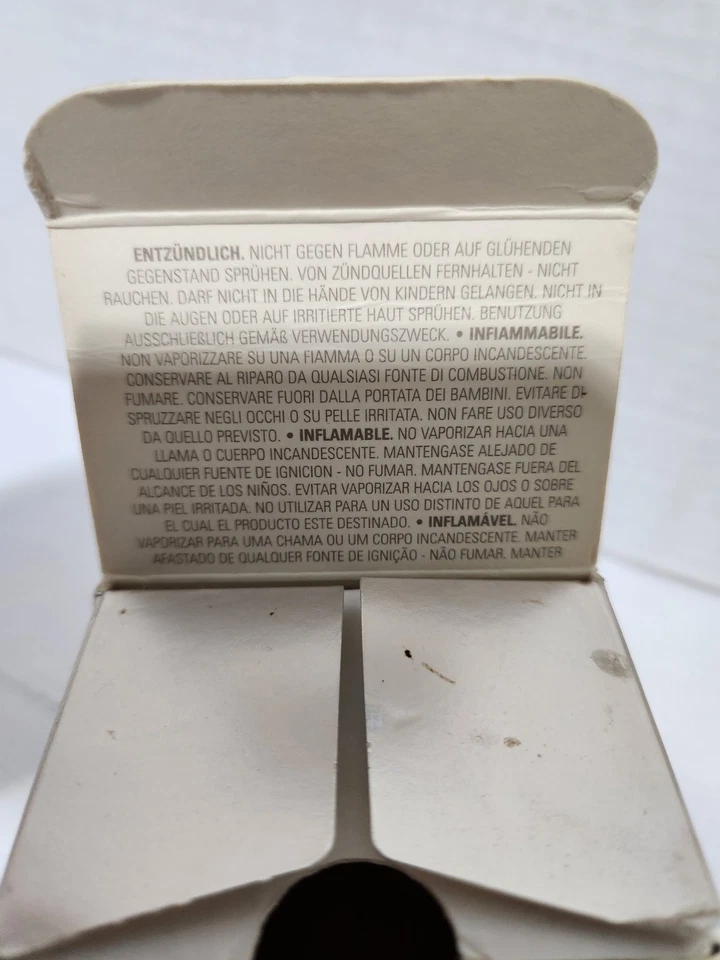 ENTZÜNDLICH. NICHT GEGEN FLAMME ODER AUF GLÜHENDEN
GEGENSTAND SPRÜHEN. VON ZÜNDQUELLEN FERNHALTEN - NICHT
RAUCHEN. DARF NICHT IN DIE HÄNDE VON KINDERN GELANGEN. NICHT IN
DIE AUGEN ODER AUF IRRITIERTE HAUT SPRÜHEN. BENUTZUNG
AUSSCHLIEßLICH GEMÄß VERWENDUNGSZWECK. • INFIAMMABILE.
NON VAPORIZZARE SU UNA FIAMMA O SU UN CORPO INCANDESCENTE.
CONSERVARE AL RIPARO DA QUALSIASI FONTE DI COMBUSTIONE. NON
FUMARE. CONSERVARE FUORI DALLA PORTATA DEI BAMBINI. EVITARE DI
SPRUZZARE NEGLI OCCHI O SU PELLE IRRITATA. NON FARE USO DIVERSO
DA QUELLO PREVISTO. • INFLAMABLE. NO VAPORIZAR HACIA UNA
LLAMA O CUERPO INCANDESCENTE. MANTENGASE ALEJADO DE
CUALQUIER FUENTE DE IGNICION - NO FUMAR. MANTENGASE FUERA DEL
ALCANCE DE LOS NIÑOS. EVITAR VAPORIZAR HACIA LOS OJOS O SOBRE
UNA PIEL IRRITADA. NO UTILIZAR PARA UN USO DISTINTO DE AQUEL PARA
EL CUAL EL PRODUCTO ESTE DESTINADO. • INFLAMÁVEL. NÃO
VAPORIZAR PARA UMA CHAMA OU UM CORPO INCANDESCENTE. MANTER
AFASTADO DE QUALQUER FONTE DE IGNIÇÃO - NÃO FUMAR. MANTER